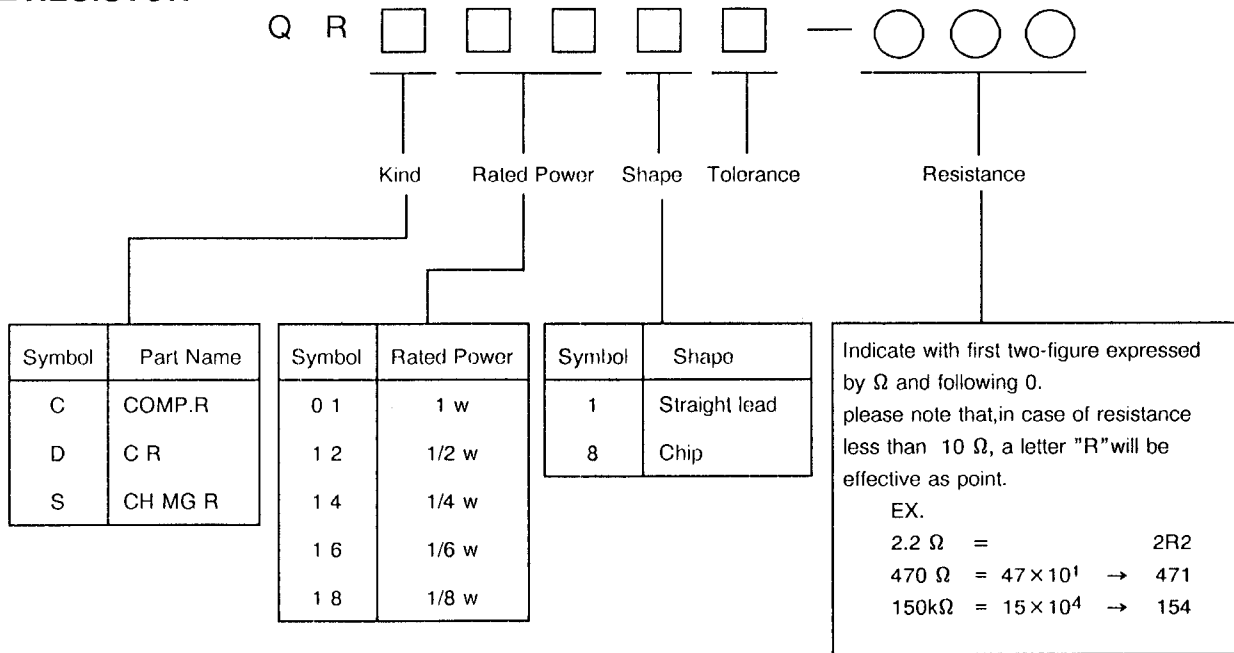 Q R — 
Kind Rated Power Shape Tolerance Resistance
Symbol Part Name
C COMP.R
D C R
S CH MG R
Symbol Rated Power
0 1 1 w
1 2 1/2 w
1 4 1/4 w
1 6 1/6 w
1 8 1/8 w
Symbol Shape
1 Straight lead
8 Chip
Indicate with first two-figure expressed
by Ω and following 0.
please note that,in case of resistance
less than 10 Ω, a letter "R"will be
effective as point.
EX.
2.2 Ω = 2R2
470 Ω = 47×10¹ → 471
150kΩ = 15×10⁴ → 154